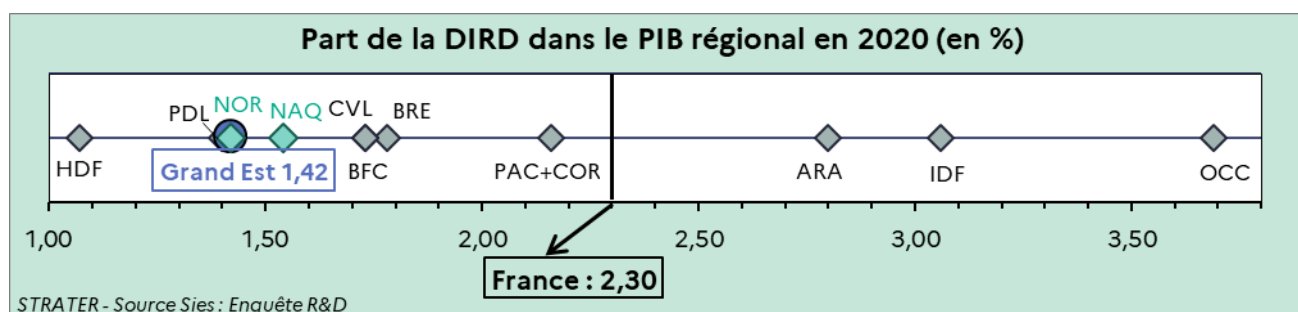 Part de la DIRD dans le PIB régional en 2020 (en %)
PDL NOR NAQ CVL BRE
HDF Grand Est 1,42 BFC PAC+COR ARA IDF OCC
1,00 1,50 2,00 2,50 3,00 3,50
France : 2,30
STRATER - Source Sies : Enquête R&D